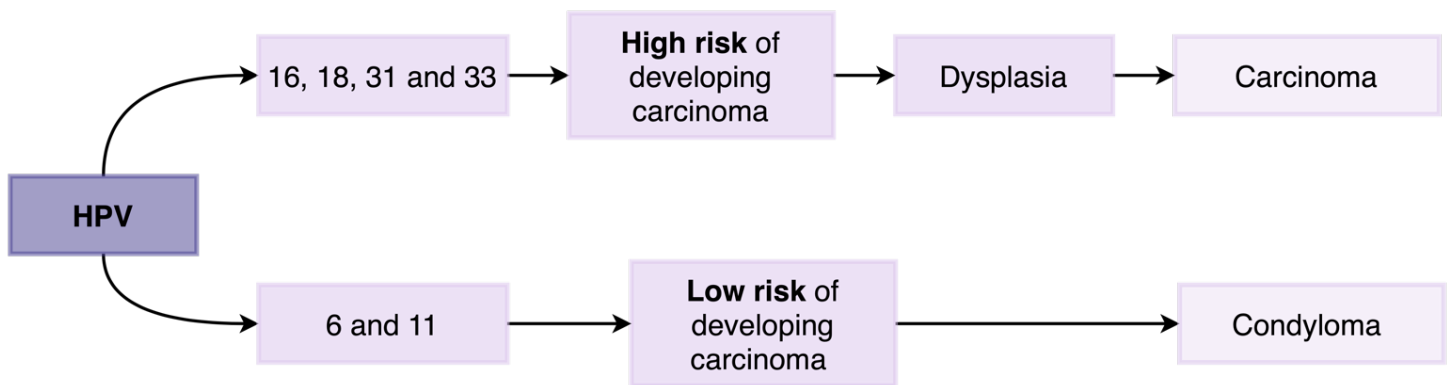 HPV
16, 18, 31 and 33
High risk of
developing
carcinoma
Dysplasia
Carcinoma
6 and 11
Low risk of
developing
carcinoma
Condyloma